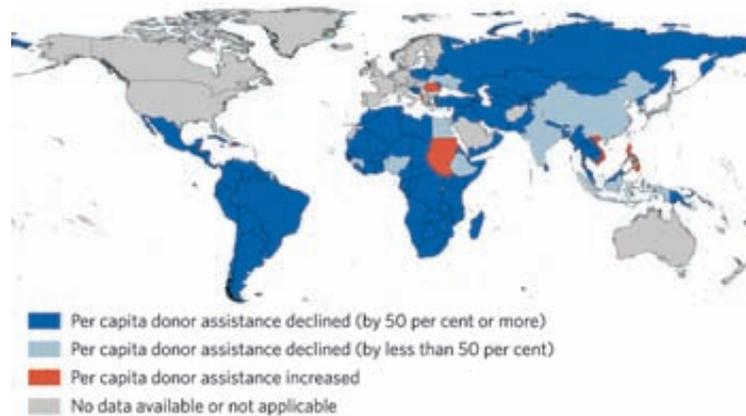 Per capita donor assistance declined (by 50 per cent or more)
Per capita donor assistance declined (by less than 50 per cent)
Per capita donor assistance increased
No data available or not applicable